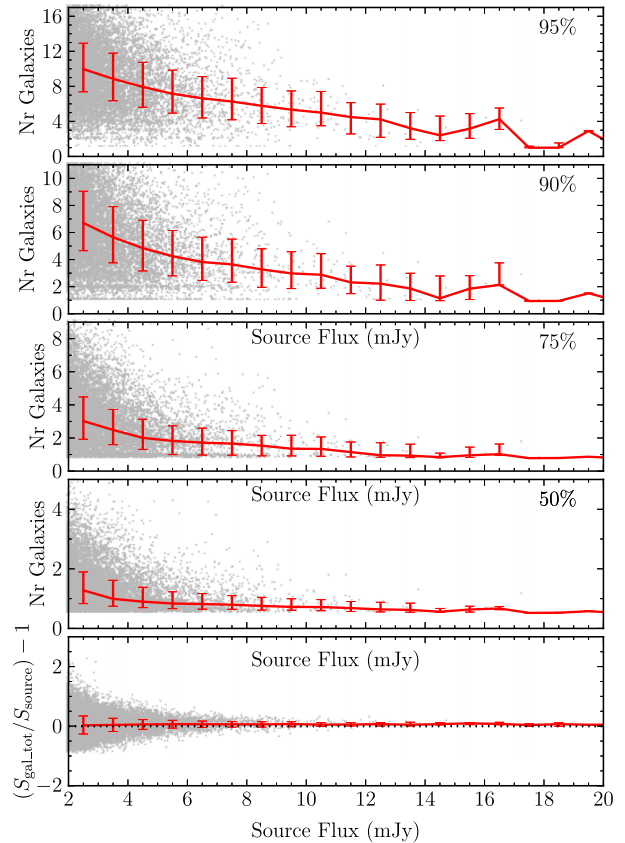 16
12
8
4
0
Nr Galaxies
95%
10
8
6
4
2
0
Nr Galaxies
90%
Source Flux (mJy)
8
6
4
2
0
Nr Galaxies
75%
Source Flux (mJy)
4
2
0
Nr Galaxies
50%
Source Flux (mJy)
2
0
−2
(S_gal_tot/S_source) − 1
2 4 6 8 10 12 14 16 18 20
Source Flux (mJy)